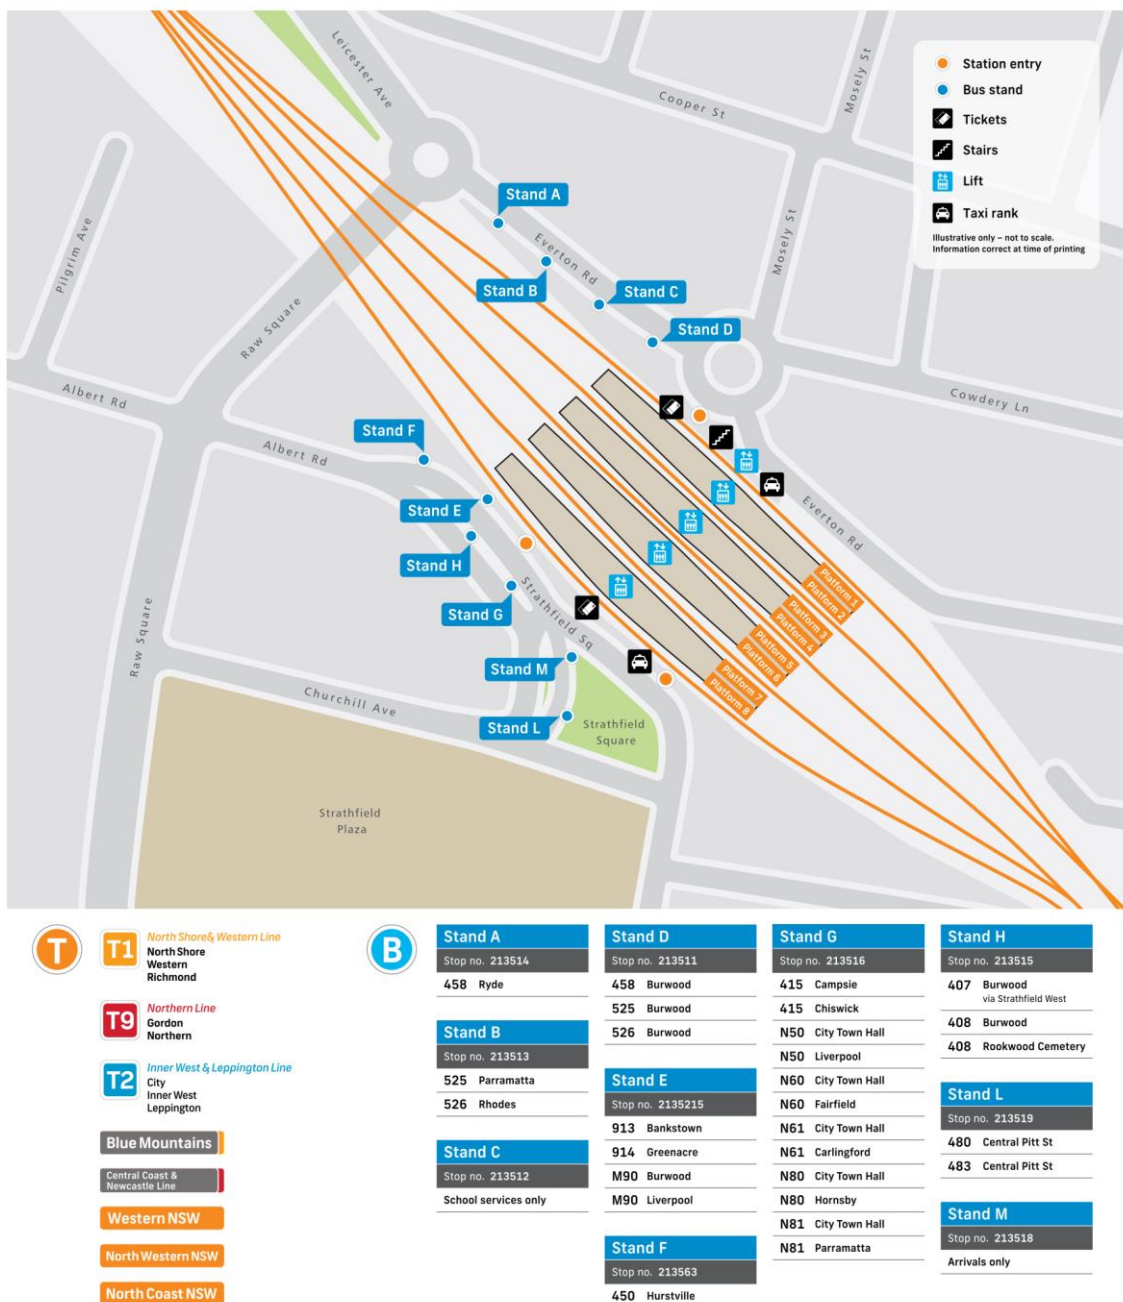 Leicester Ave
Cooper St
Mosely St
Station entry
Bus stand
Tickets
Stairs
Lift
Taxi rank
Illustrative only – not to scale.
Information correct at time of printing
Stand A
Everton Rd
Stand B
Stand C
Stand D
Mosely St
Pilgrim Ave
Raw Square
Albert Rd
Cowdery Ln
Stand F
Albert Rd
Stand E
Stand H
Stand G
Everton Rd
Platform 1
Platform 2
Platform 3
Platform 4
Platform 5
Platform 6
Platform 7
Platform 8
Strathfield Sq
Raw Square
Stand M
Churchill Ave
Stand L
Strathfield
Square
Strathfield
Plaza
T
T1
North Shore & Western Line
North Shore
Western
Richmond
T9
Northern Line
Gordon
Northern
T2
Inner West & Leppington Line
City
Inner West
Leppington
Blue Mountains
Central Coast &
Newcastle Line
Western NSW
North Western NSW
North Coast NSW
B
Stand A
Stop no. 213514
458 Ryde
Stand B
Stop no. 213513
525 Parramatta
526 Rhodes
Stand C
Stop no. 213512
School services only
Stand D
Stop no. 213511
458 Burwood
525 Burwood
526 Burwood
Stand E
Stop no. 2135215
913 Bankstown
914 Greenacre
M90 Burwood
M90 Liverpool
Stand F
Stop no. 213563
450 Hurstville
Stand G
Stop no. 213516
415 Campsie
415 Chiswick
N50 City Town Hall
N50 Liverpool
N60 City Town Hall
N60 Fairfield
N61 City Town Hall
N61 Carlingford
N80 City Town Hall
N80 Hornsby
N81 City Town Hall
N81 Parramatta
Stand H
Stop no. 213515
407 Burwood
via Strathfield West
408 Burwood
408 Rookwood Cemetery
Stand L
Stop no. 213519
480 Central Pitt St
483 Central Pitt St
Stand M
Stop no. 213518
Arrivals only